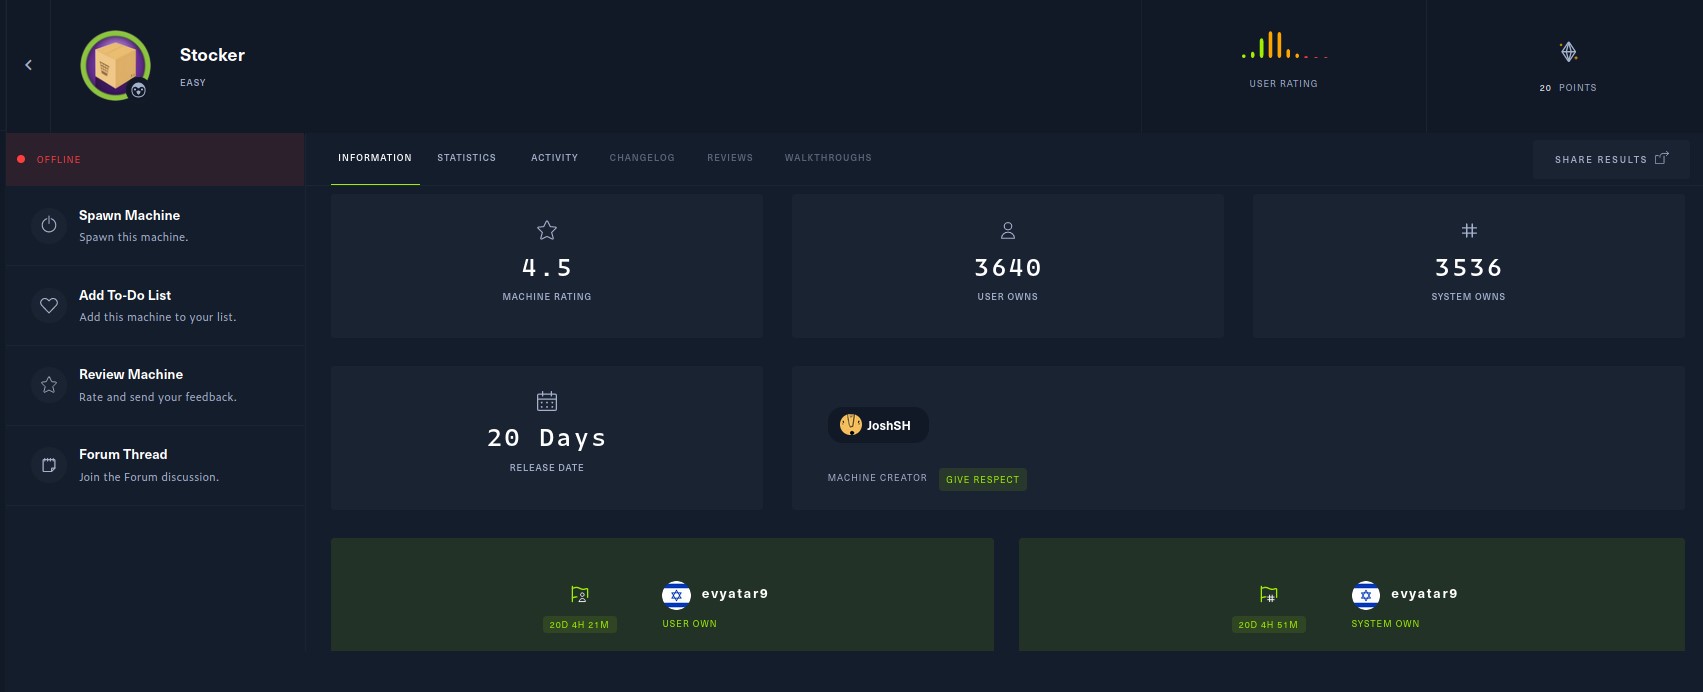 Stocker
EASY
USER RATING
20 POINTS
OFFLINE
INFORMATION STATISTICS ACTIVITY CHANGELOG REVIEWS WALKTHROUGHS
SHARE RESULTS
Spawn Machine
Spawn this machine.
Add To-Do List
Add this machine to your list.
Review Machine
Rate and send your feedback.
Forum Thread
Join the Forum discussion.
4.5
MACHINE RATING
3640
USER OWNS
3536
SYSTEM OWNS
20 Days
RELEASE DATE
JoshSH
MACHINE CREATOR GIVE RESPECT
evyatar9
20D 4H 21M USER OWN
evyatar9
20D 4H 51M SYSTEM OWN